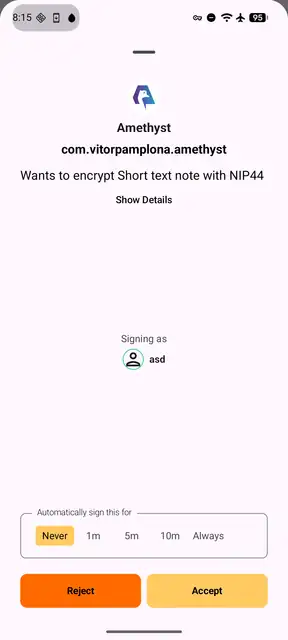 8:15
95
Amethyst
com.vitorpamplona.amethyst
Wants to encrypt Short text note with NIP44
Show Details
Signing as
asd
Automatically sign this for
Never 1m 5m 10m Always
Reject Accept